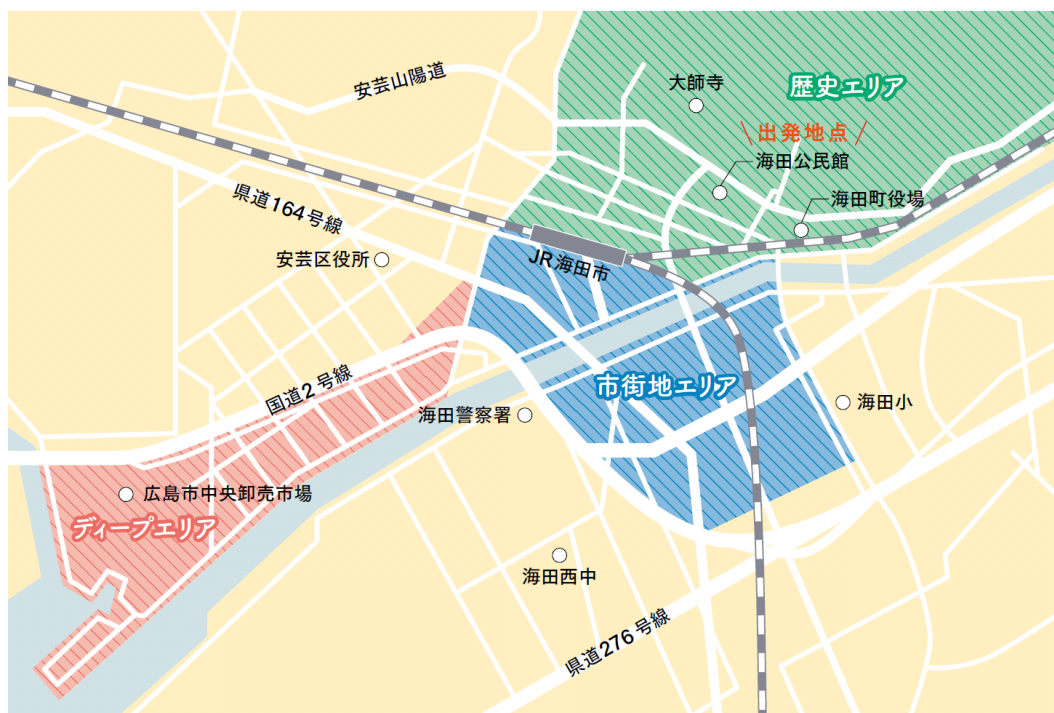 安芸山陽道
大師寺
歴史エリア
出発地点
海田公民館
県道164号線
海田町役場
安芸区役所
JR海田市
国道2号線
市街地エリア
海田警察署
海田小
広島市中央卸売市場
ディープエリア
海田西中
県道276号線